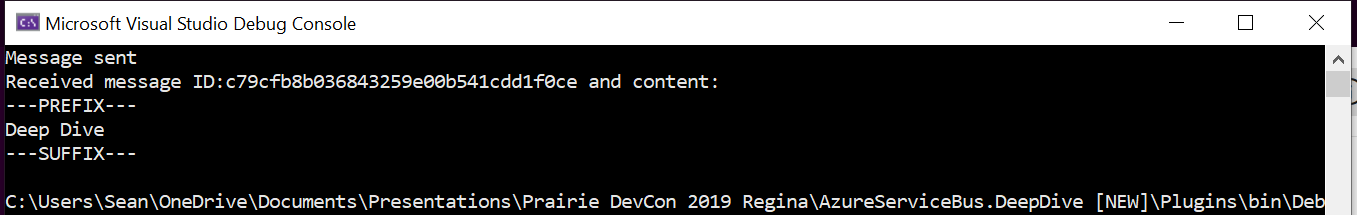 Microsoft Visual Studio Debug Console
Message sent
Received message ID:c79cfb8b036843259e00b541cdd1f0ce and content:
---PREFIX---
Deep Dive
---SUFFIX---
C:\Users\Sean\OneDrive\Documents\Presentations\Prairie DevCon 2019 Regina\AzureServiceBus.DeepDive [NEW]\Plugins\bin\Deb